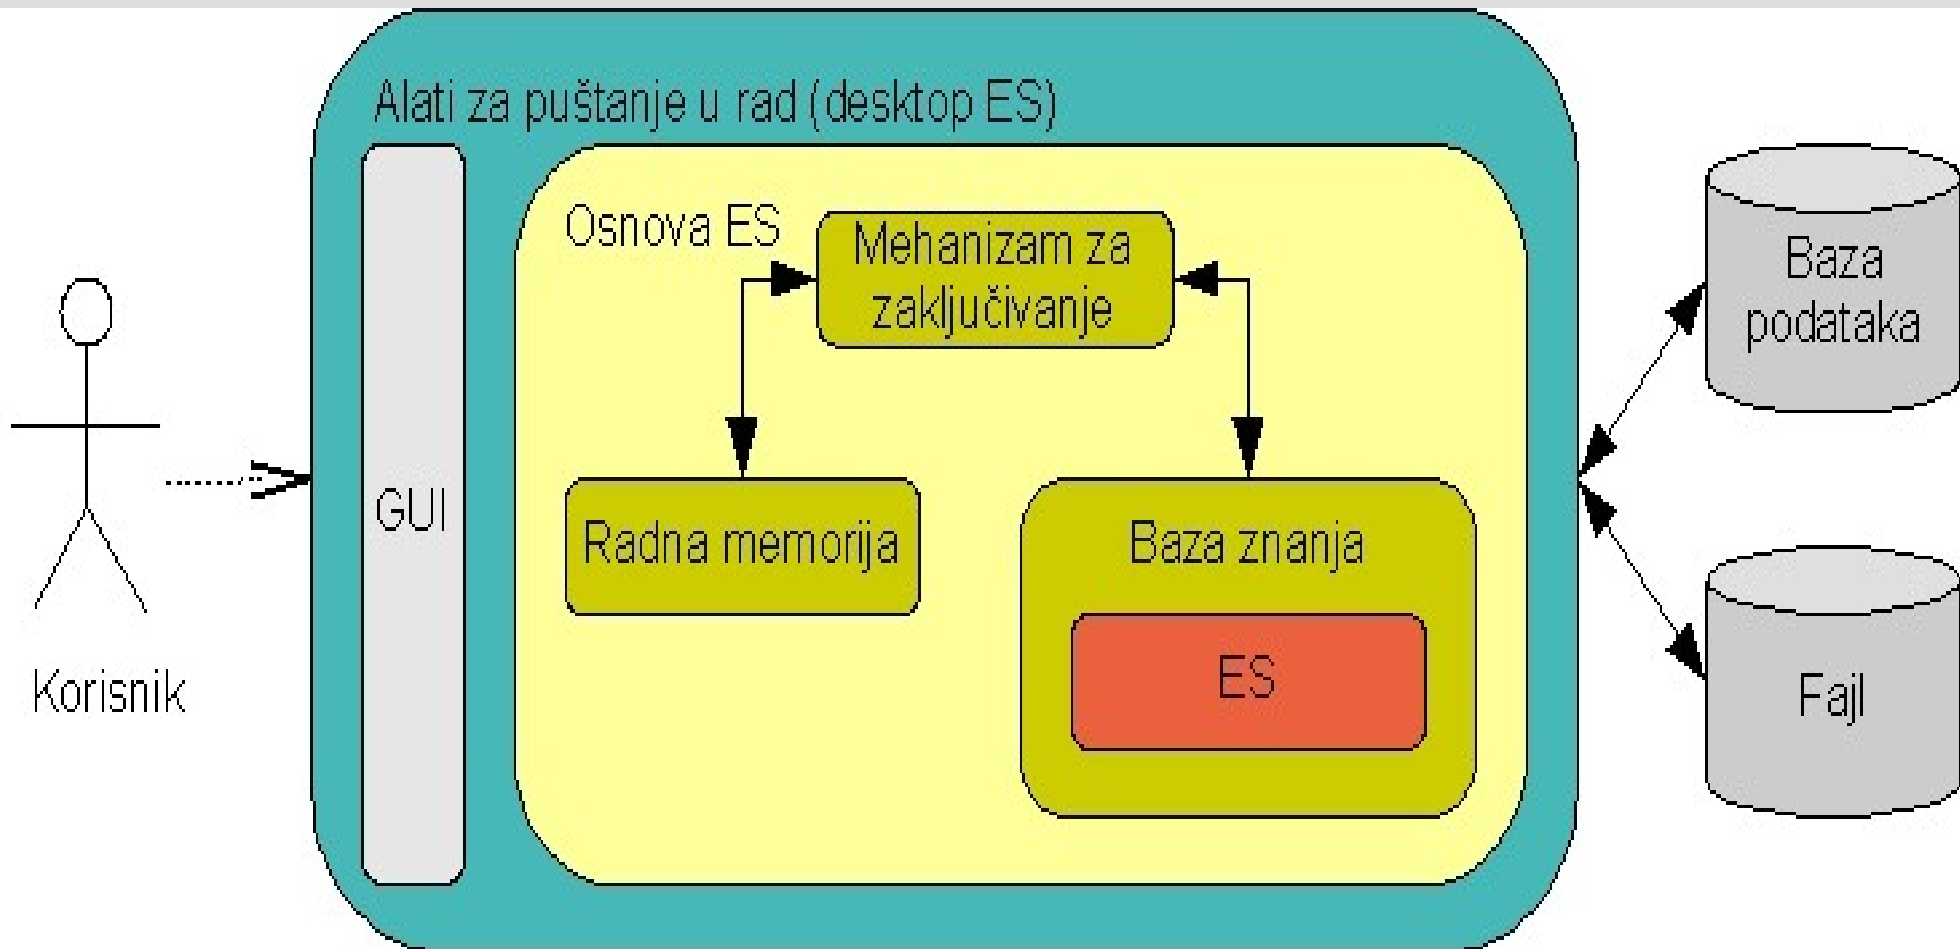 Alati za puštanje u rad (desktop ES)
Osnova ES
Mehanizam za
zaključivanje
GUI
Radna memorija
Baza znanja
ES
Korisnik
Baza
podataka
Fajl